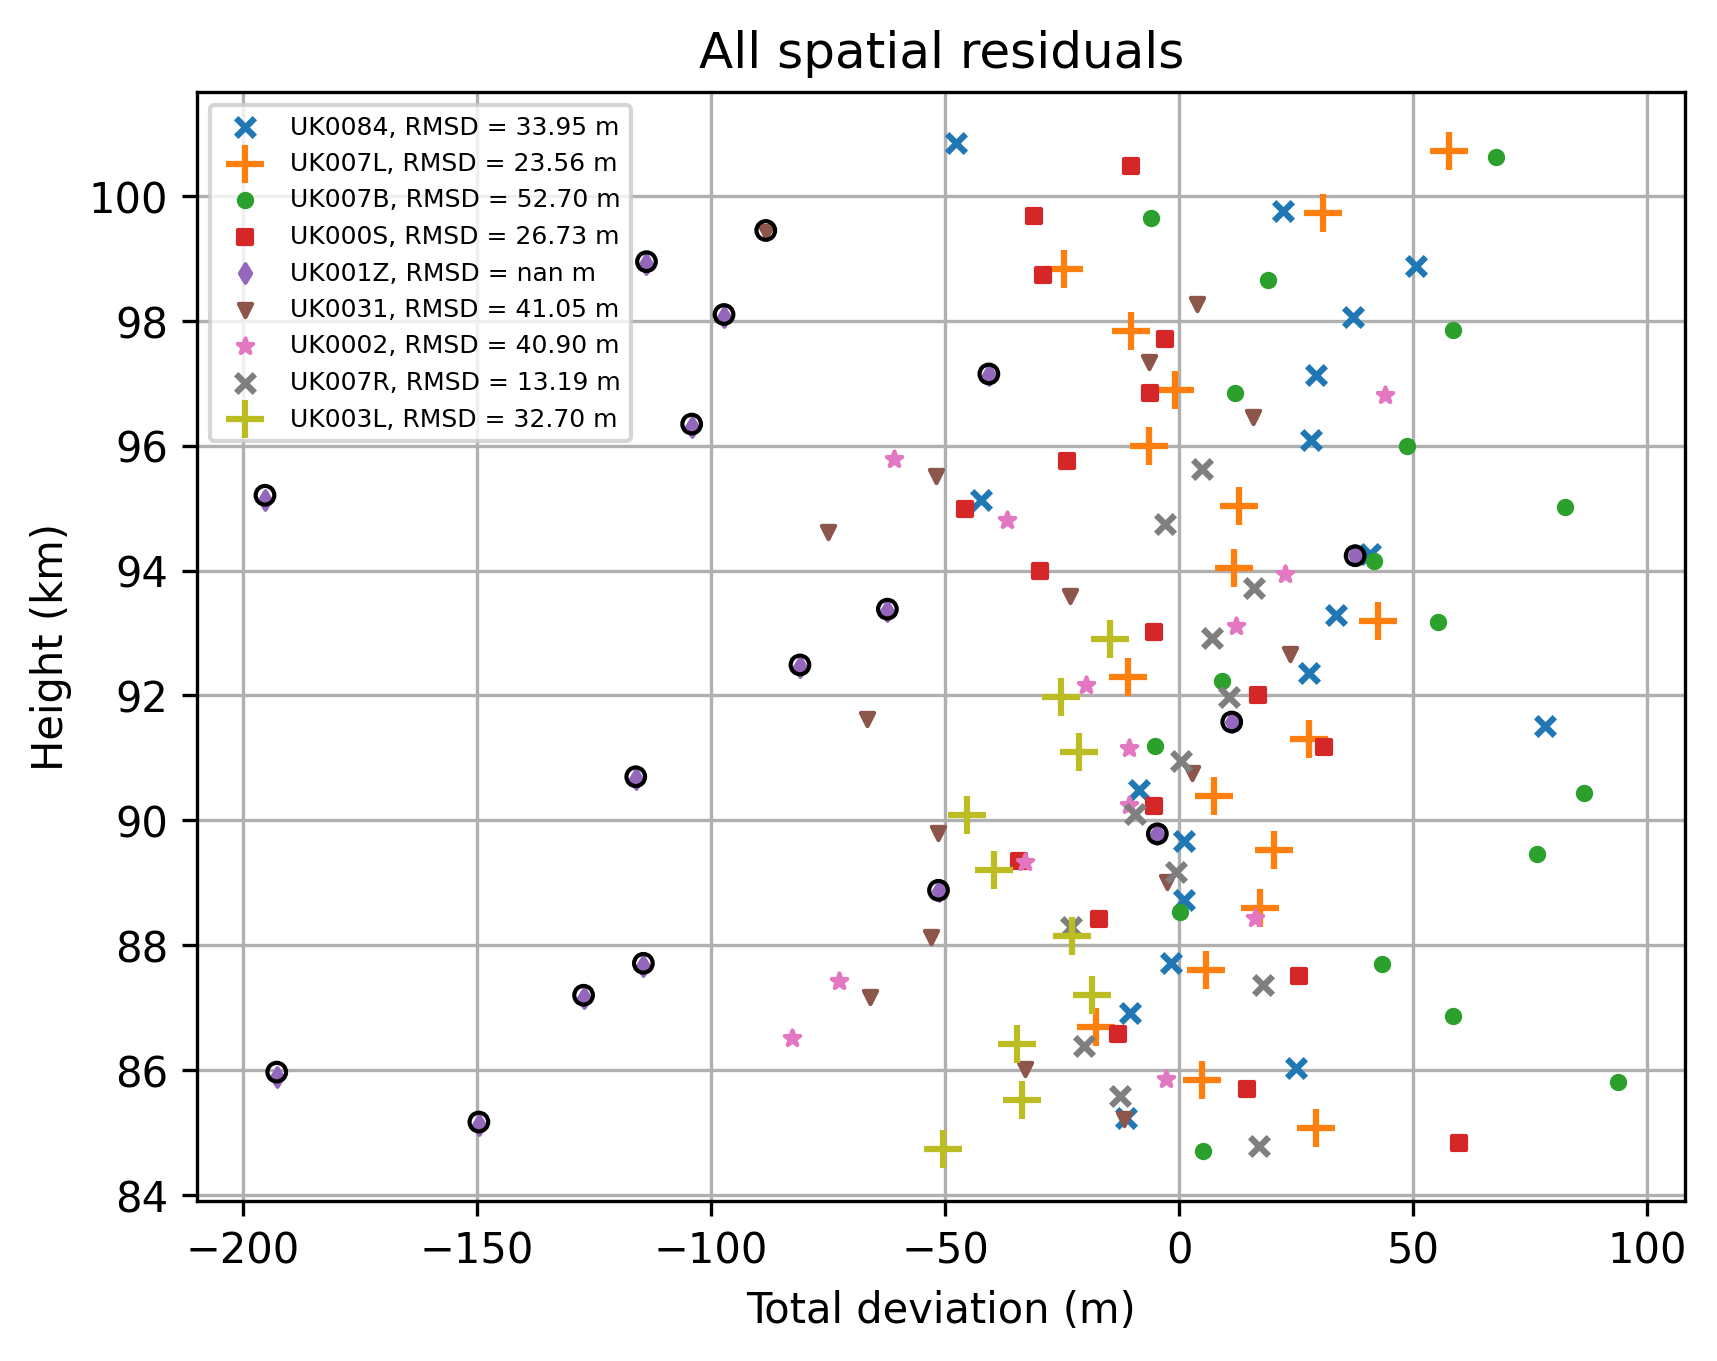 All spatial residuals
UK0084, RMSD = 33.95 m
UK007L, RMSD = 23.56 m
UK007B, RMSD = 52.70 m
UK000S, RMSD = 26.73 m
UK001Z, RMSD = nan m
UK0031, RMSD = 41.05 m
UK0002, RMSD = 40.90 m
UK007R, RMSD = 13.19 m
UK003L, RMSD = 32.70 m
100
98
96
94
92
90
88
86
84
Height (km)
−200 −150 −100 −50 0 50 100
Total deviation (m)